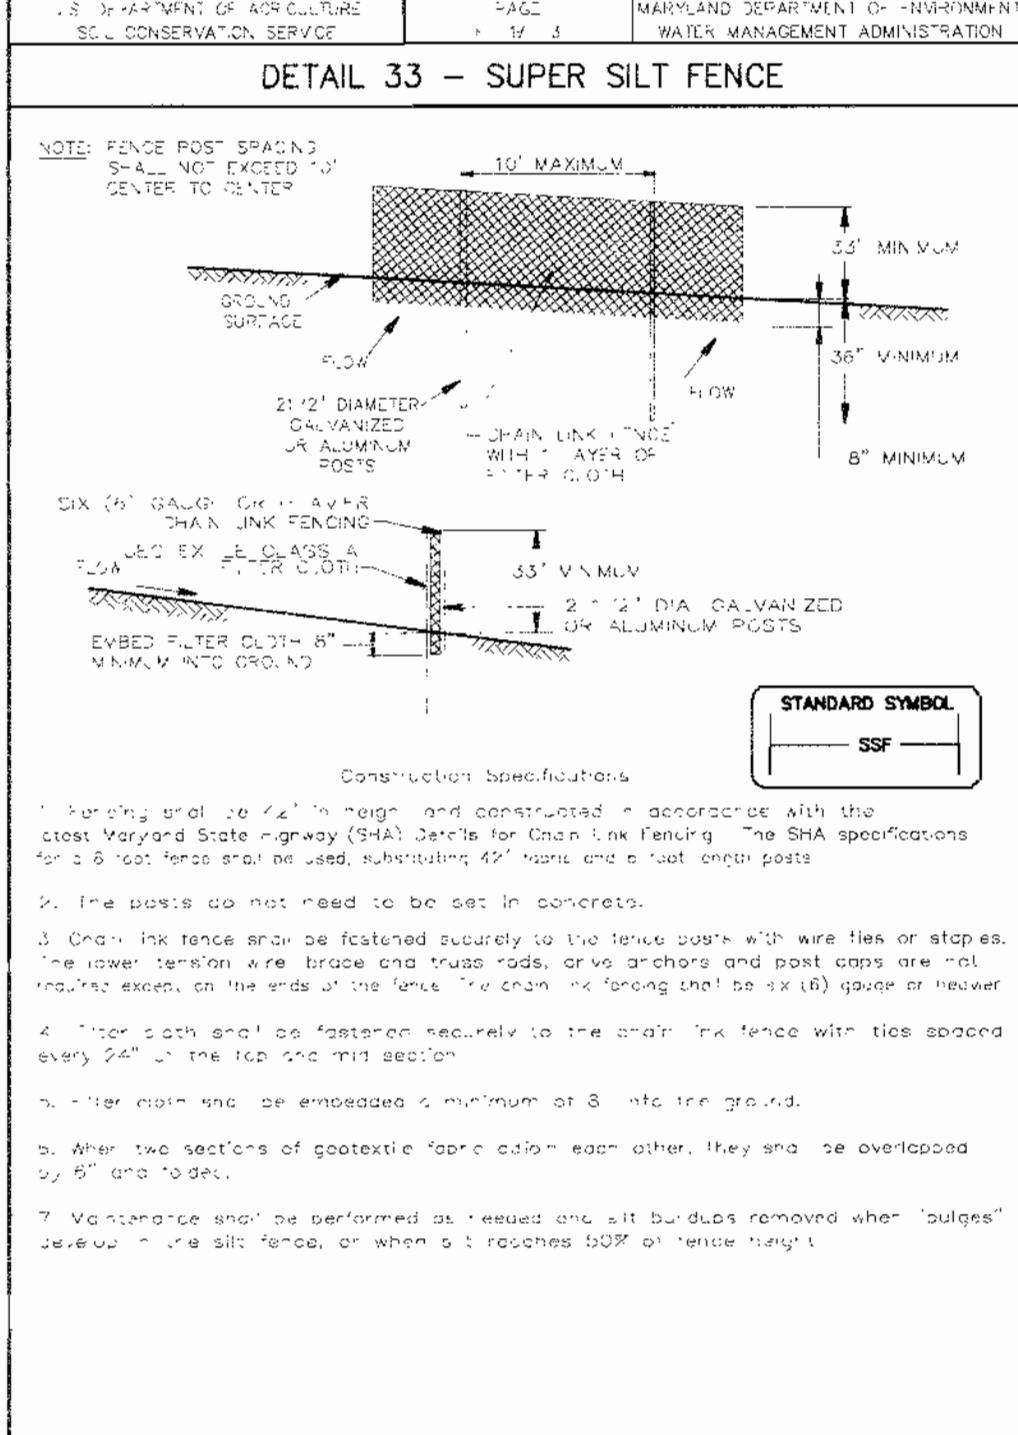 U.S. DEPARTMENT OF AGRICULTURE
SOIL CONSERVATION SERVICE
PAGE
MARYLAND DEPARTMENT OF ENVIRONMENT
WATER MANAGEMENT ADMINISTRATION
DETAIL 33 – SUPER SILT FENCE
NOTE: FENCE POST SPACING
SHALL NOT EXCEED 10'
CENTER TO CENTER
10' MAXIMUM
33" MINIMUM
GROUND
SURFACE
FLOW
36" MINIMUM
FLOW
21/2" DIAMETER
GALVANIZED
OR ALUMINUM
POSTS
CHAIN LINK FENCE
WITH 1 LAYER OF
FILTER CLOTH
8" MINIMUM
SIX (6) GAUGE OR HEAVIER
CHAIN LINK FENCING
GEOTEXTILE CLASS
FILTER CLOTH
FLOW
33" MINIMUM
2 1/2" DIA. GALVANIZED
OR ALUMINUM POSTS
EMBED FILTER CLOTH 8"
MINIMUM INTO GROUND
STANDARD SYMBOL
SSF
Construction Specifications
1. Fencing shall be 42" in height and constructed in accordance with the
latest Maryland State Highway (SHA) Details for Chain Link Fencing. The SHA specifications
for a 6 foot fence shall be used, substituting 42" fabric and 6 foot length posts
2. The posts do not need to be set in concrete.
3. Chain link fence shall be fastened securely to the fence posts with wire ties or staples.
The lower tension wire, brace and truss rods, drive anchors and post caps are not
required except on the ends of the fence. The chain link fencing shall be six (6) gauge or heavier
4. Filter cloth shall be fastened securely to the chain link fence with ties spaced
every 24" at the top and mid section
5. Filter cloth shall be embedded a minimum of 8" into the ground.
6. When two sections of geotextile fabric adjoin each other, they shall be overlapped
by 6" and folded.
7. Maintenance shall be performed as needed and silt buildups removed when "bulges"
develop in the silt fence, or when silt reaches 50% of fence height